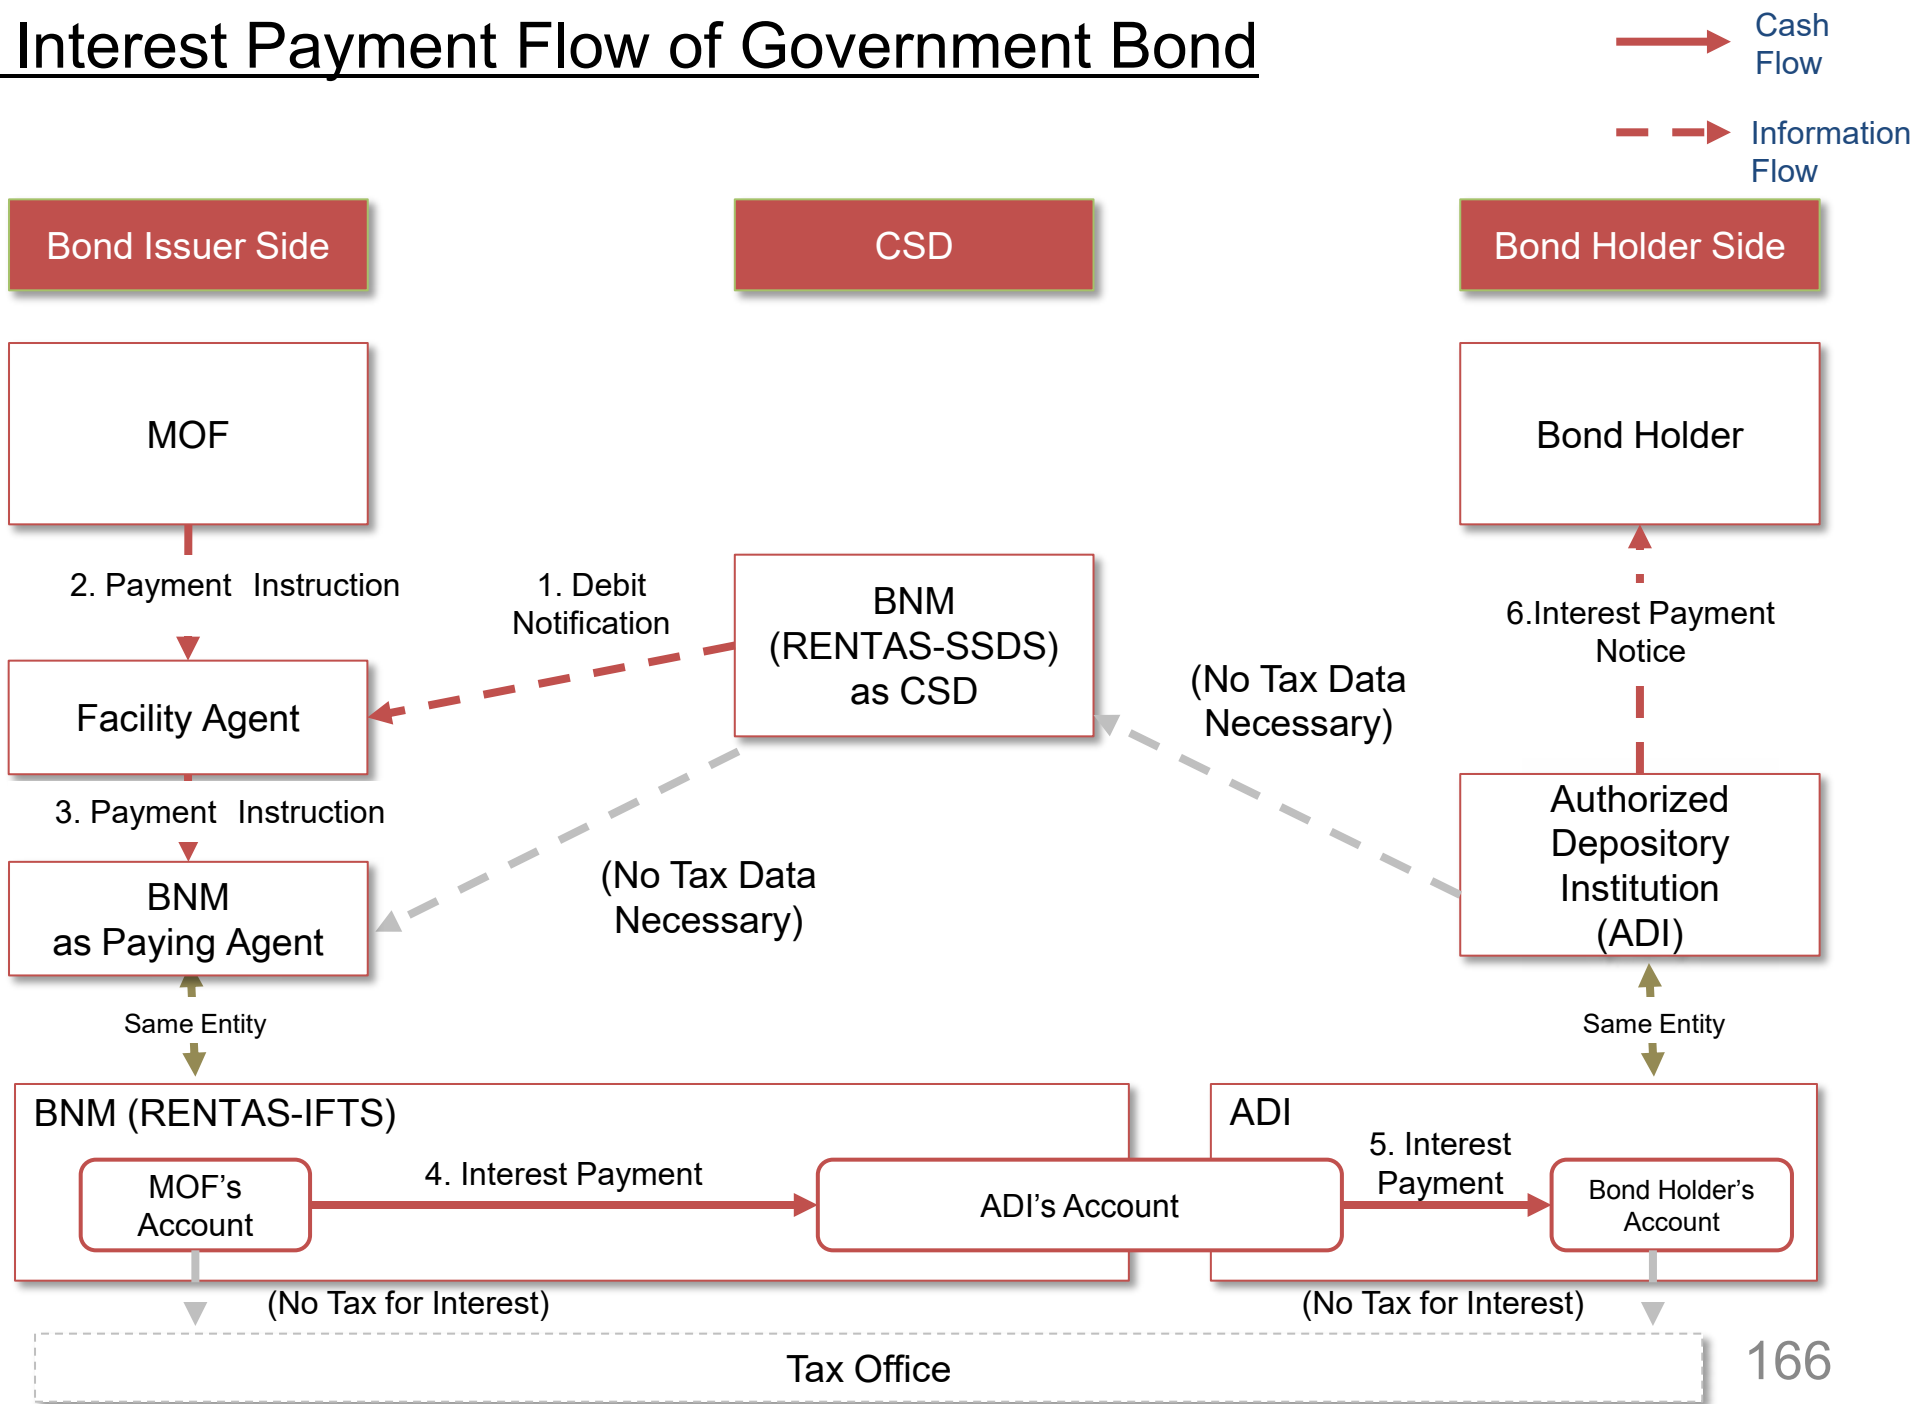 Interest Payment Flow of Government Bond
Cash
Flow
Information
Flow
Bond Issuer Side
CSD
Bond Holder Side
MOF
Bond Holder
2. Payment Instruction
1. Debit
Notification
BNM
(RENTAS-SSDS)
as CSD
6.Interest Payment
Notice
(No Tax Data
Necessary)
Facility Agent
3. Payment Instruction
Authorized
Depository
Institution
(ADI)
BNM
as Paying Agent
(No Tax Data
Necessary)
Same Entity
Same Entity
BNM (RENTAS-IFTS)
ADI
MOF’s
Account
4. Interest Payment
ADI’s Account
5. Interest
Payment
Bond Holder’s
Account
(No Tax for Interest)
(No Tax for Interest)
Tax Office
166